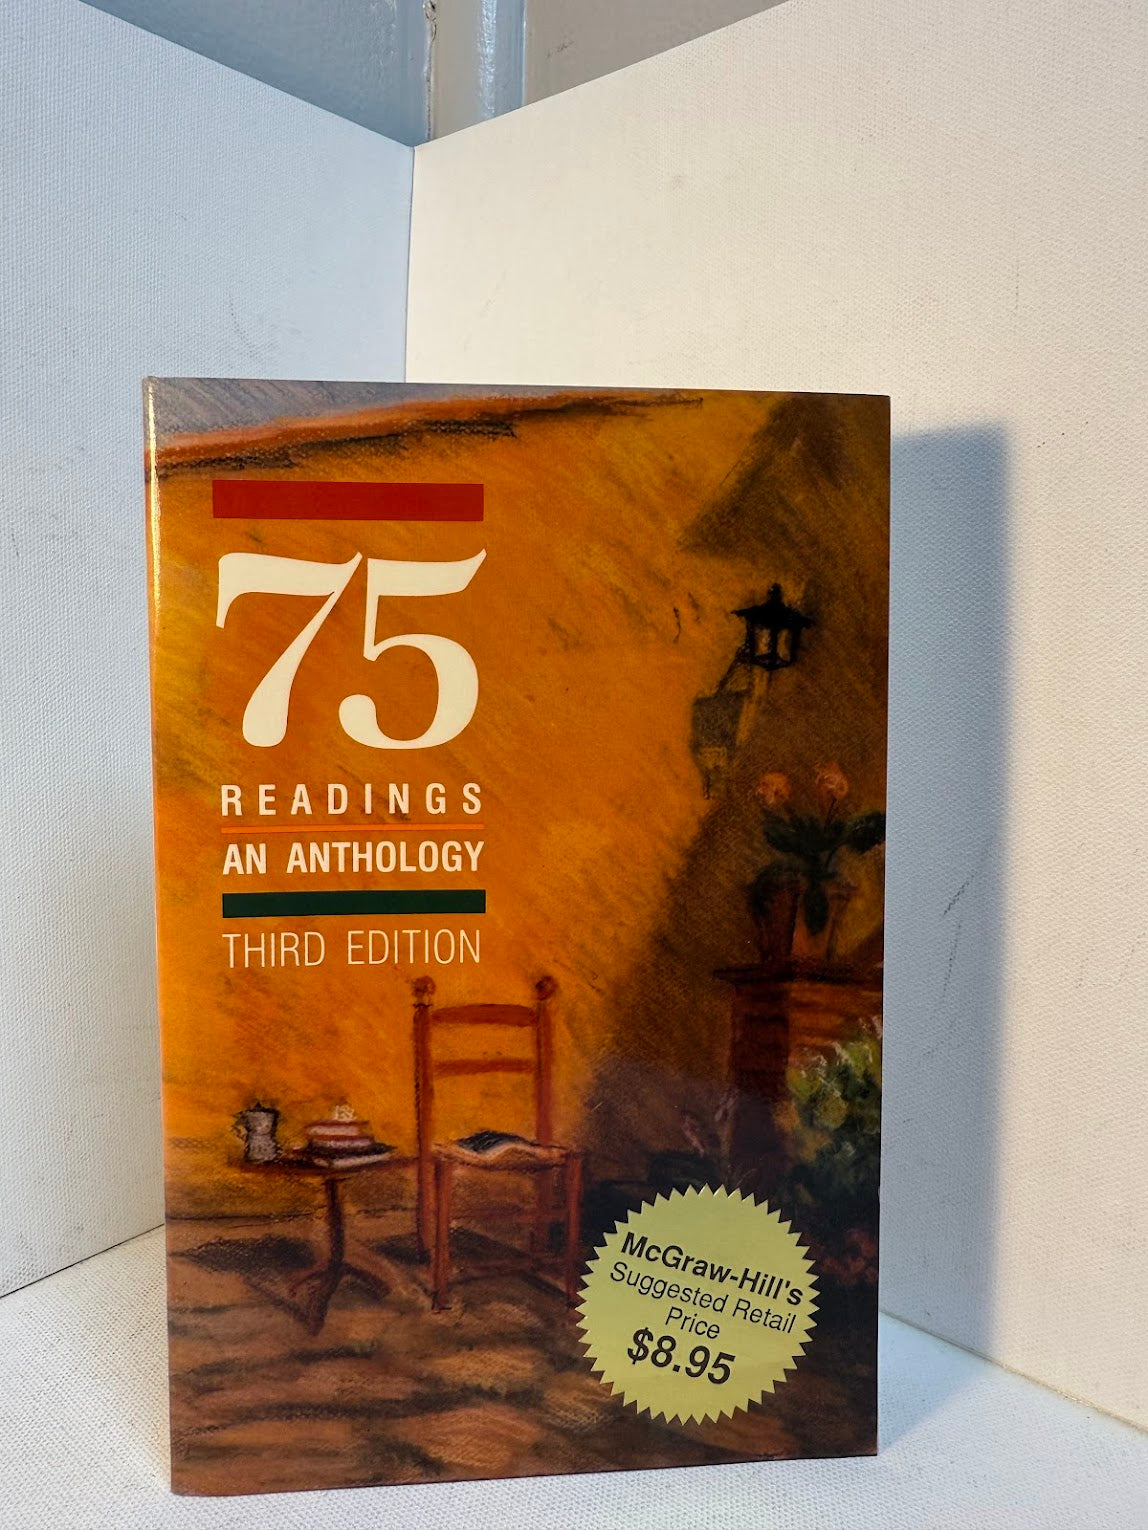 75
READINGS
AN ANTHOLOGY
THIRD EDITION
McGraw-Hill's
Suggested Retail
Price
$8.95